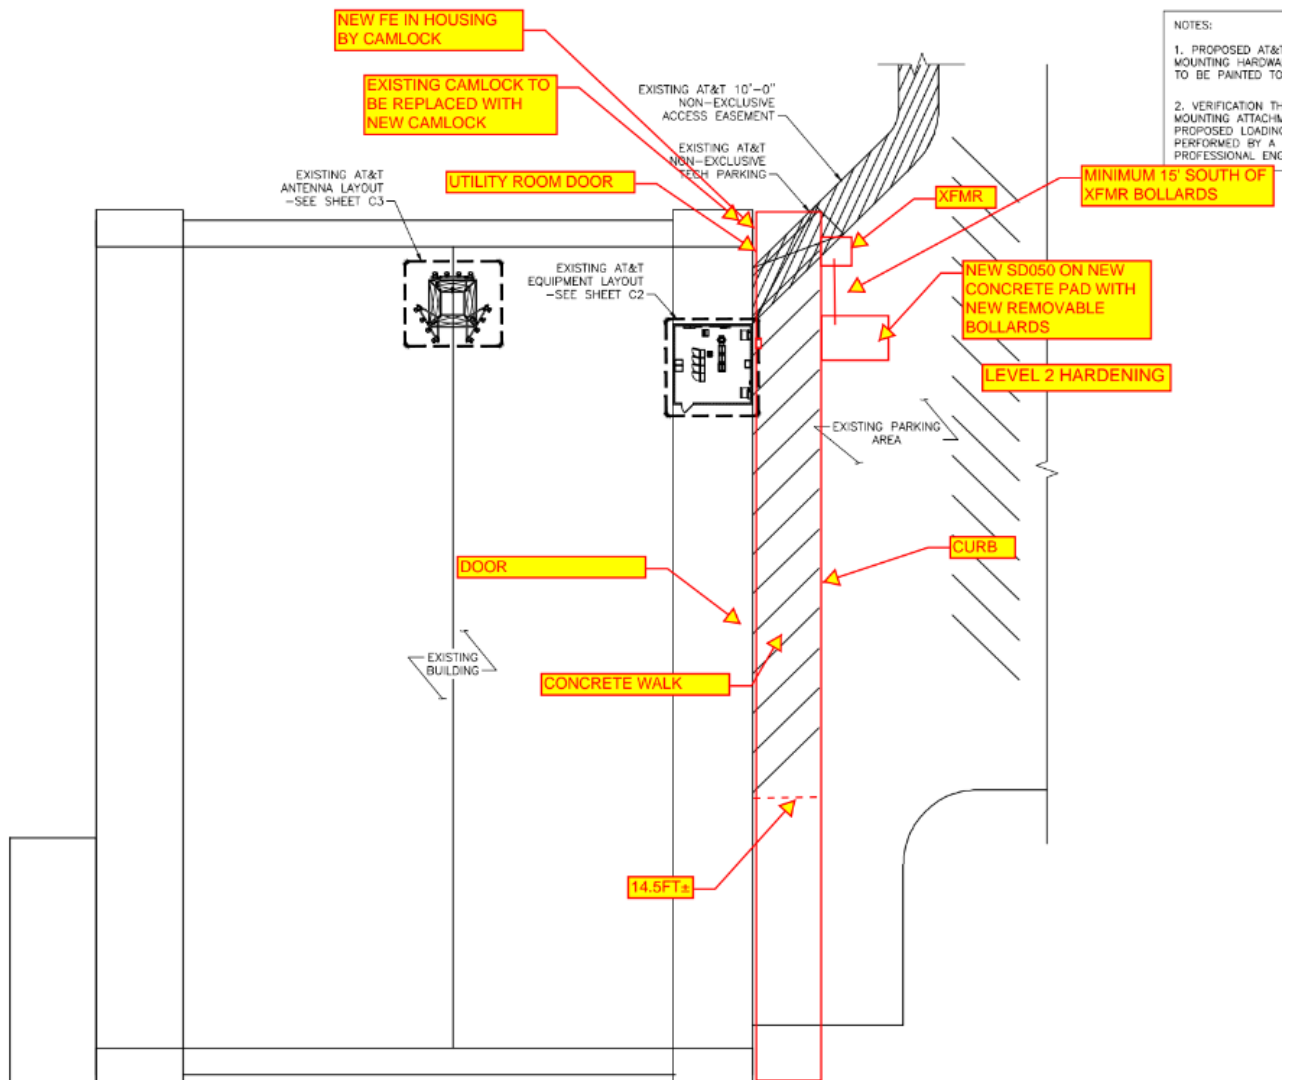 NEW FE IN HOUSING
BY CAMLOCK
EXISTING CAMLOCK TO
BE REPLACED WITH
NEW CAMLOCK
EXISTING AT&T 10'-0"
NON-EXCLUSIVE
ACCESS EASEMENT
NOTES:
1. PROPOSED AT&T
MOUNTING HARDWA
TO BE PAINTED TO
2. VERIFICATION TH
MOUNTING ATTACHM
PROPOSED LOADING
PERFORMED BY A
PROFESSIONAL ENG
EXISTING AT&T
NON-EXCLUSIVE
TECH PARKING
EXISTING AT&T
ANTENNA LAYOUT
-SEE SHEET C3
UTILITY ROOM DOOR
MINIMUM 15' SOUTH OF
XFMR BOLLARDS
XFMR
EXISTING AT&T
EQUIPMENT LAYOUT
-SEE SHEET C2
NEW SD050 ON NEW
CONCRETE PAD WITH
NEW REMOVABLE
BOLLARDS
LEVEL 2 HARDENING
EXISTING PARKING
AREA
CURB
DOOR
EXISTING
BUILDING
CONCRETE WALK
14.5FT±